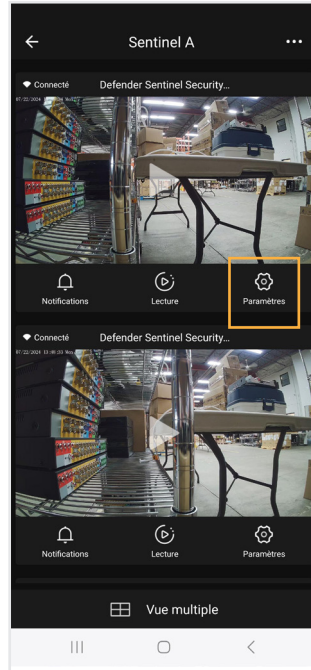 Sentinel A
Connecté Defender Sentinel Security...
Notifications Lecture Paramètres
Connecté Defender Sentinel Security...
Notifications Lecture Paramètres
Vue multiple